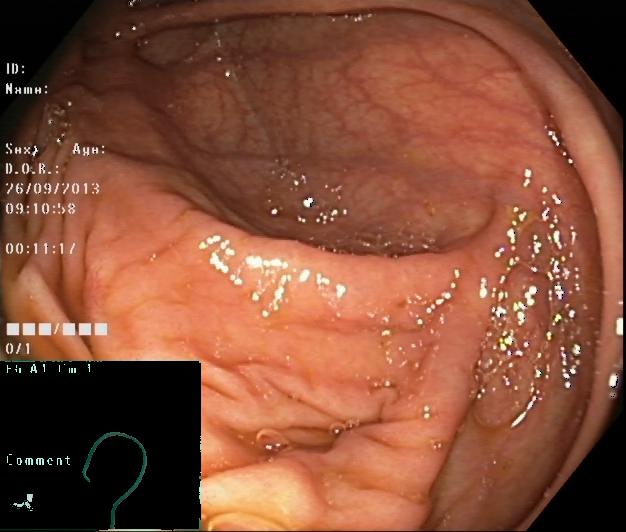 ID:
Name:
Sex: Age:
D.O.B.:
26/09/2013
09:10:58
00:11:17
■■■/■■■
0/1
Comment